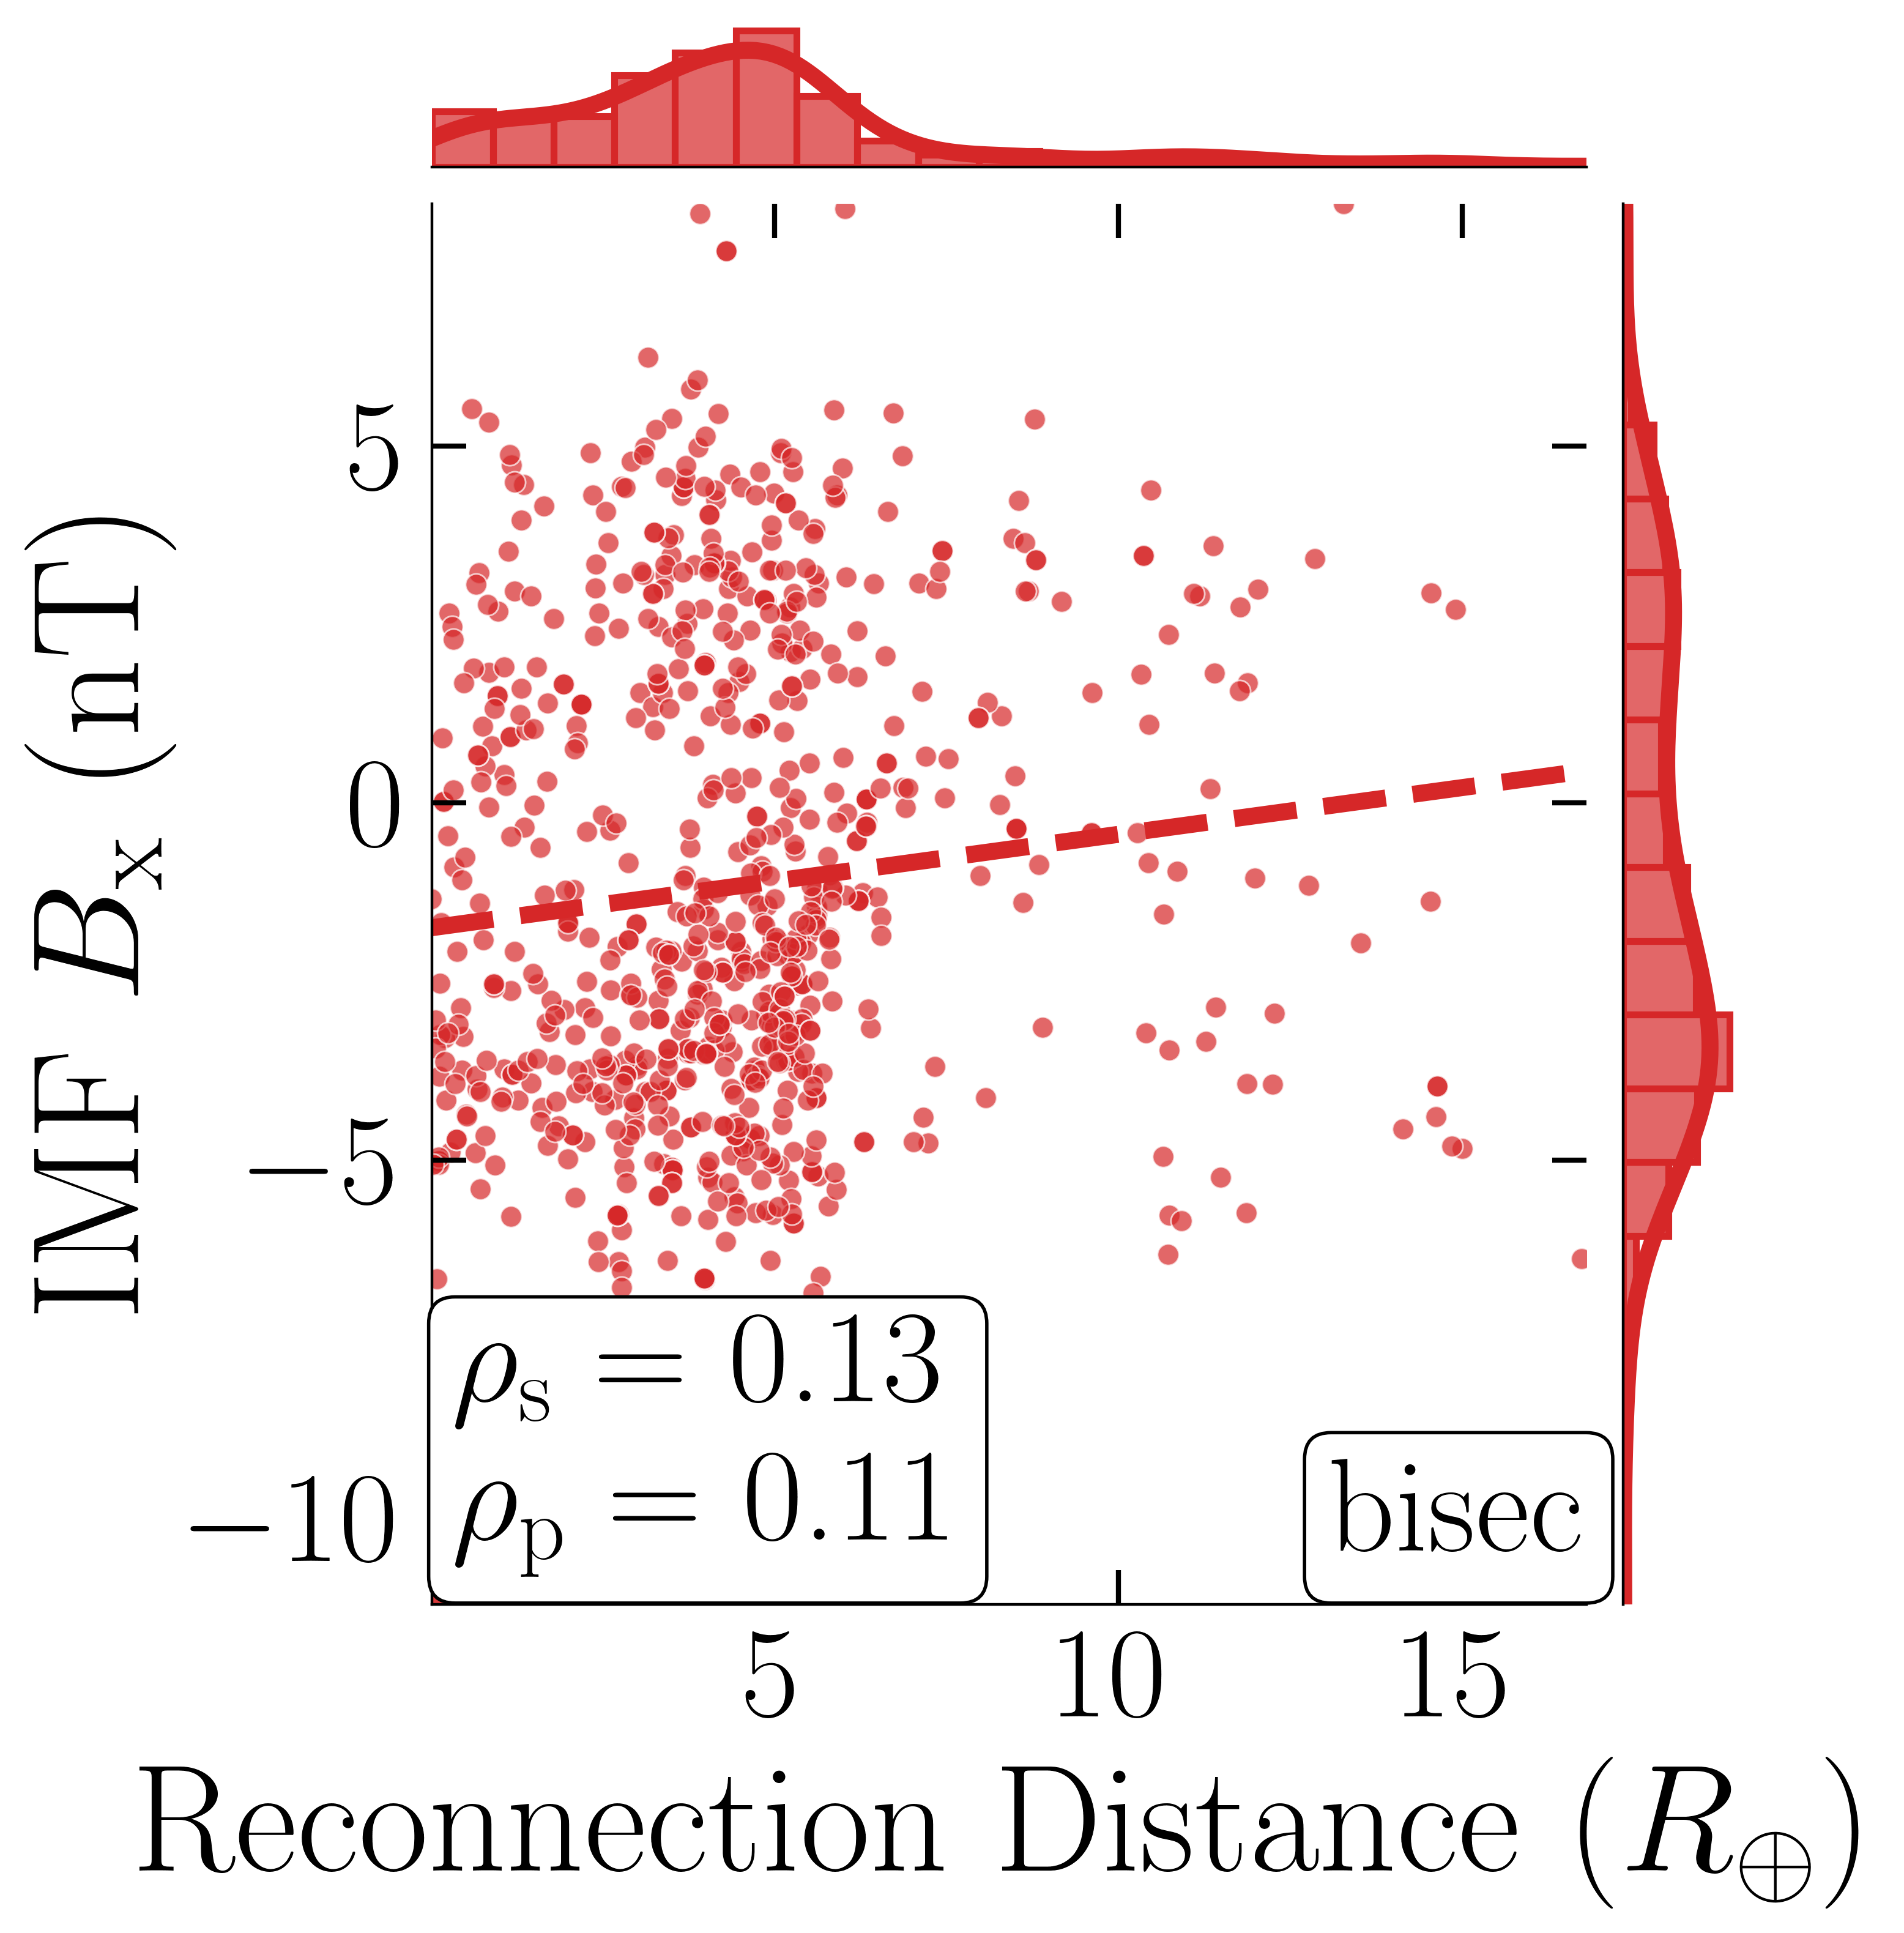 IMF Bₓ (nT)
5
0
−5
−10
ρₛ = 0.13
ρₚ = 0.11
bisec
5 10 15
Reconnection Distance (R⊕)